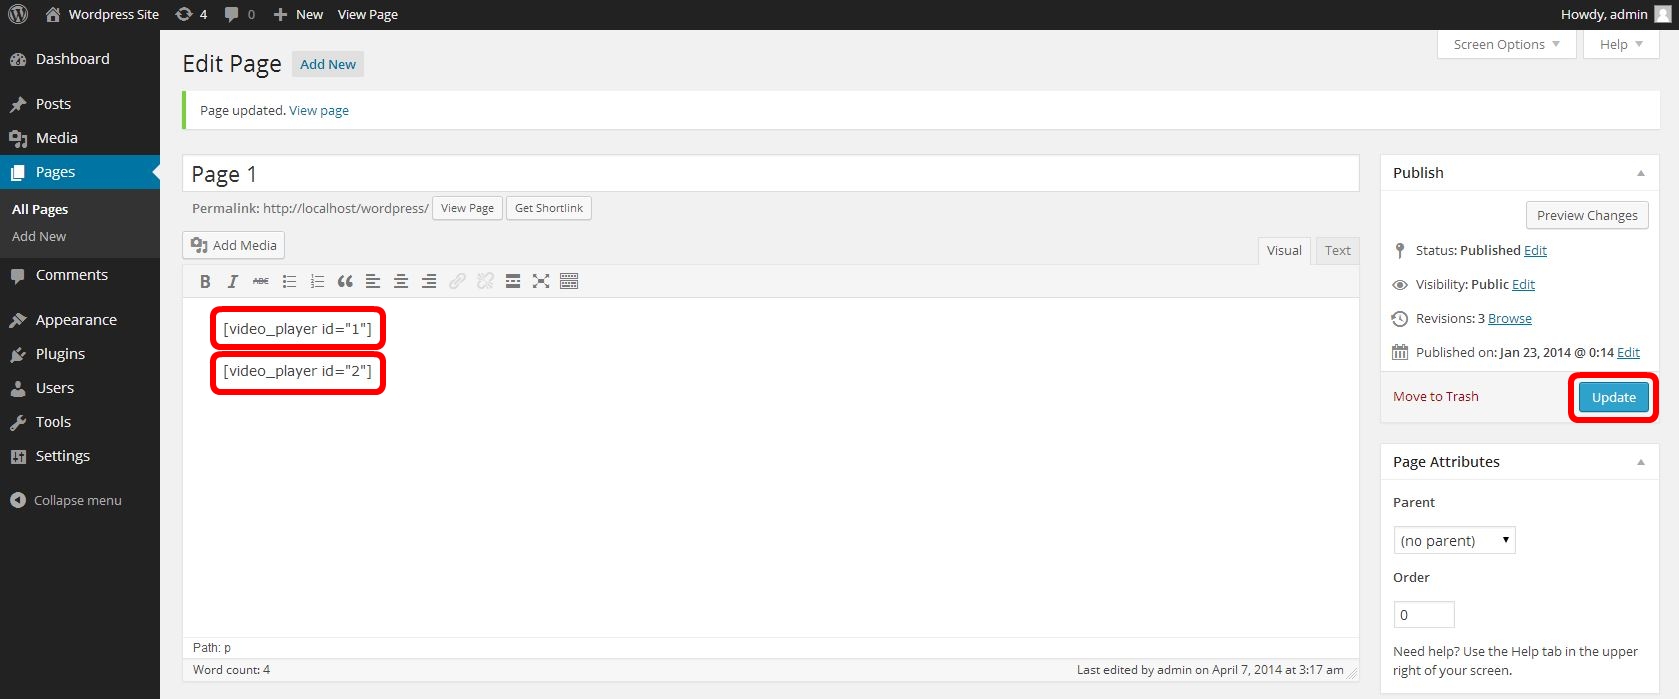 Wordpress Site 4 0 New View Page Howdy, admin
Screen Options Help
Dashboard
Posts
Media
Pages
All Pages
Add New
Comments
Appearance
Plugins
Users
Tools
Settings
Collapse menu
Edit Page Add New
Page updated. View page
Page 1
Permalink: http://localhost/wordpress/ View Page Get Shortlink
Add Media
Visual Text
B I ABC
[video_player id="1"]
[video_player id="2"]
Path: p
Word count: 4 Last edited by admin on April 7, 2014 at 3:17 am
Publish
Preview Changes
Status: Published Edit
Visibility: Public Edit
Revisions: 3 Browse
Published on: Jan 23, 2014 @ 0:14 Edit
Move to Trash Update
Page Attributes
Parent
(no parent)
Order
0
Need help? Use the Help tab in the upper
right of your screen.